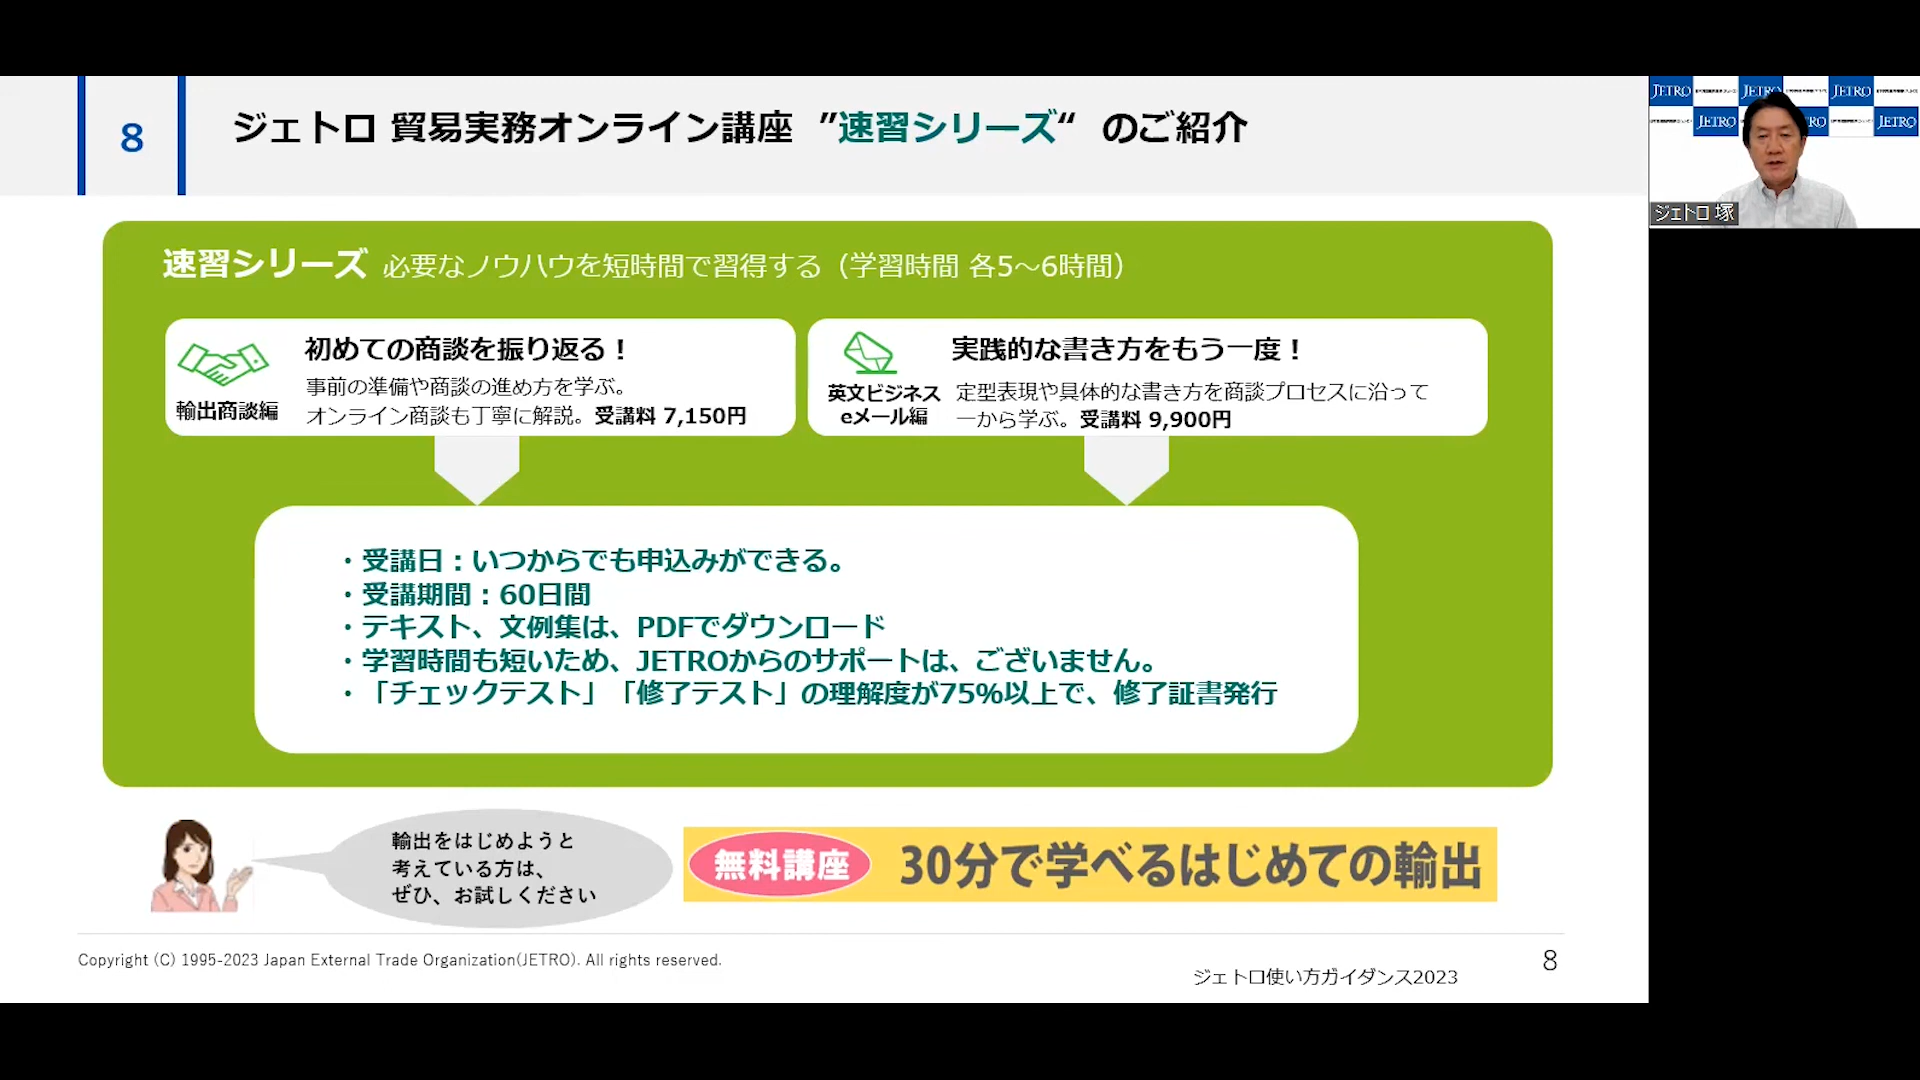 8
ジェトロ 貿易実務オンライン講座 ”速習シリーズ“ のご紹介
JETRO
JETRO
JETRO
JETRO
JETRO
ジェトロ 塚
速習シリーズ 必要なノウハウを短時間で習得する（学習時間 各5～6時間）
輸出商談編
初めての商談を振り返る！
事前の準備や商談の進め方を学ぶ。
オンライン商談も丁寧に解説。受講料 7,150円
英文ビジネス
eメール編
実践的な書き方をもう一度！
定型表現や具体的な書き方を商談プロセスに沿って
一から学ぶ。受講料 9,900円
・受講日：いつからでも申込みができる。
・受講期間：60日間
・テキスト、文例集は、PDFでダウンロード
・学習時間も短いため、JETROからのサポートは、ございません。
・「チェックテスト」「修了テスト」の理解度が75%以上で、修了証書発行
輸出をはじめようと
考えている方は、
ぜひ、お試しください
無料講座 30分で学べるはじめての輸出
Copyright (C) 1995-2023 Japan External Trade Organization(JETRO). All rights reserved.
ジェトロ使い方ガイダンス2023
8